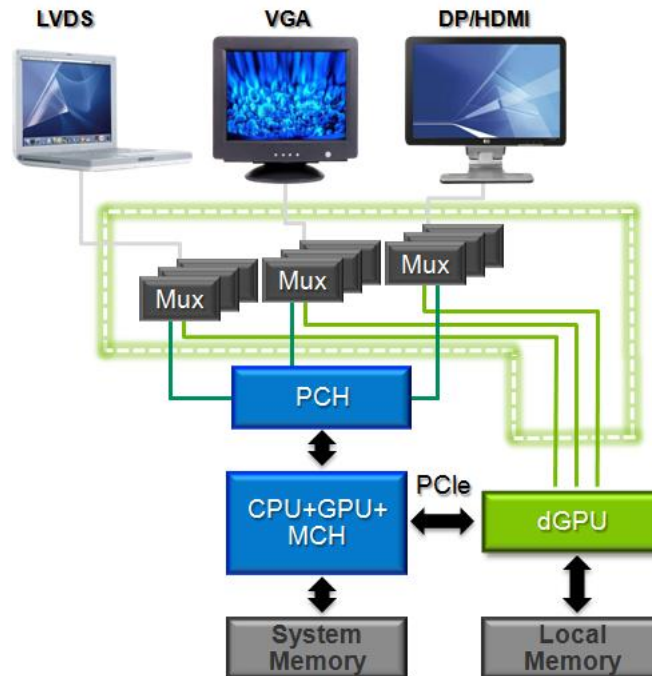 LVDS
VGA
DP/HDMI
Mux
Mux
Mux
PCH
CPU+GPU+
MCH
PCIe
dGPU
System
Memory
Local
Memory